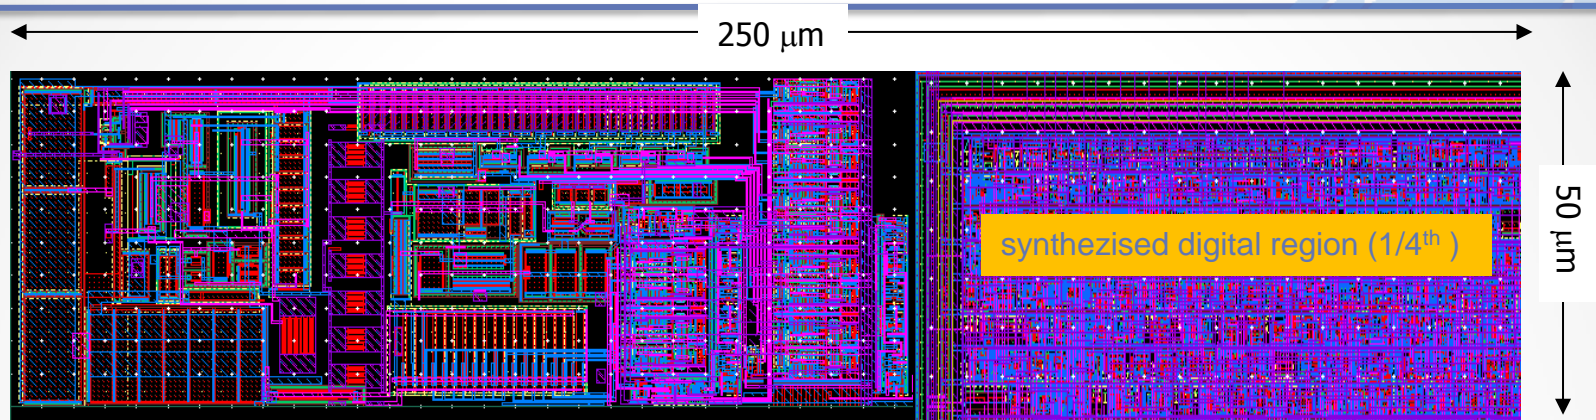 250 μm
synthezised digital region (1/4th )
50 μm